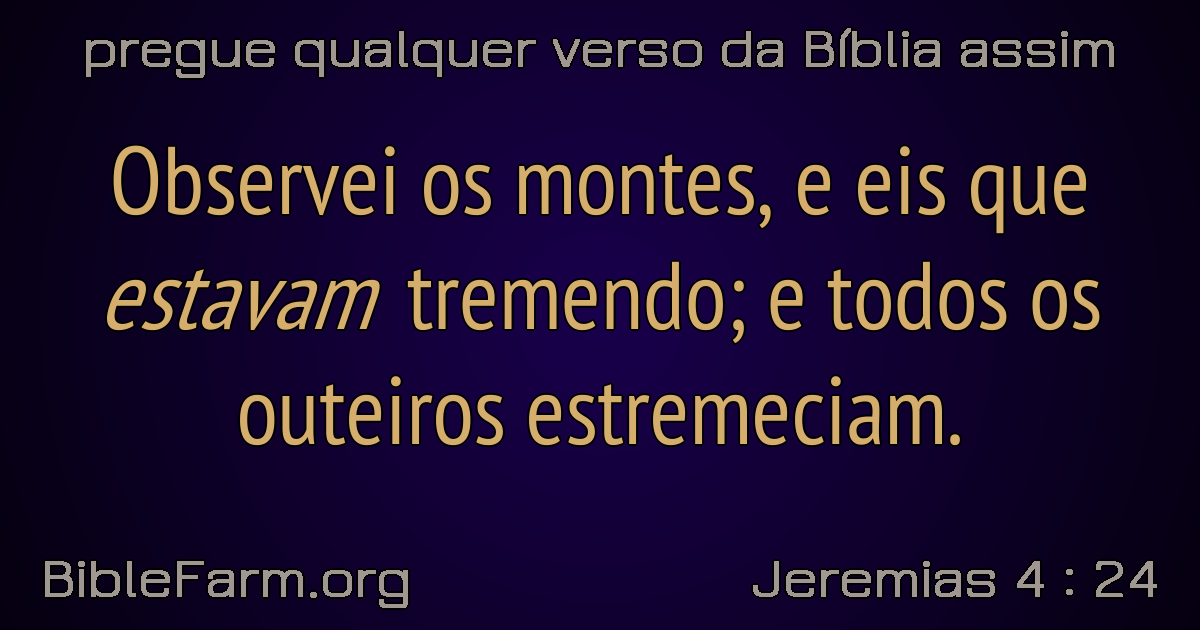 pregue qualquer verso da Bíblia assim
Observei os montes, e eis que
estavam tremendo; e todos os
outeiros estremeciam.
BibleFarm.org
Jeremias 4 : 24